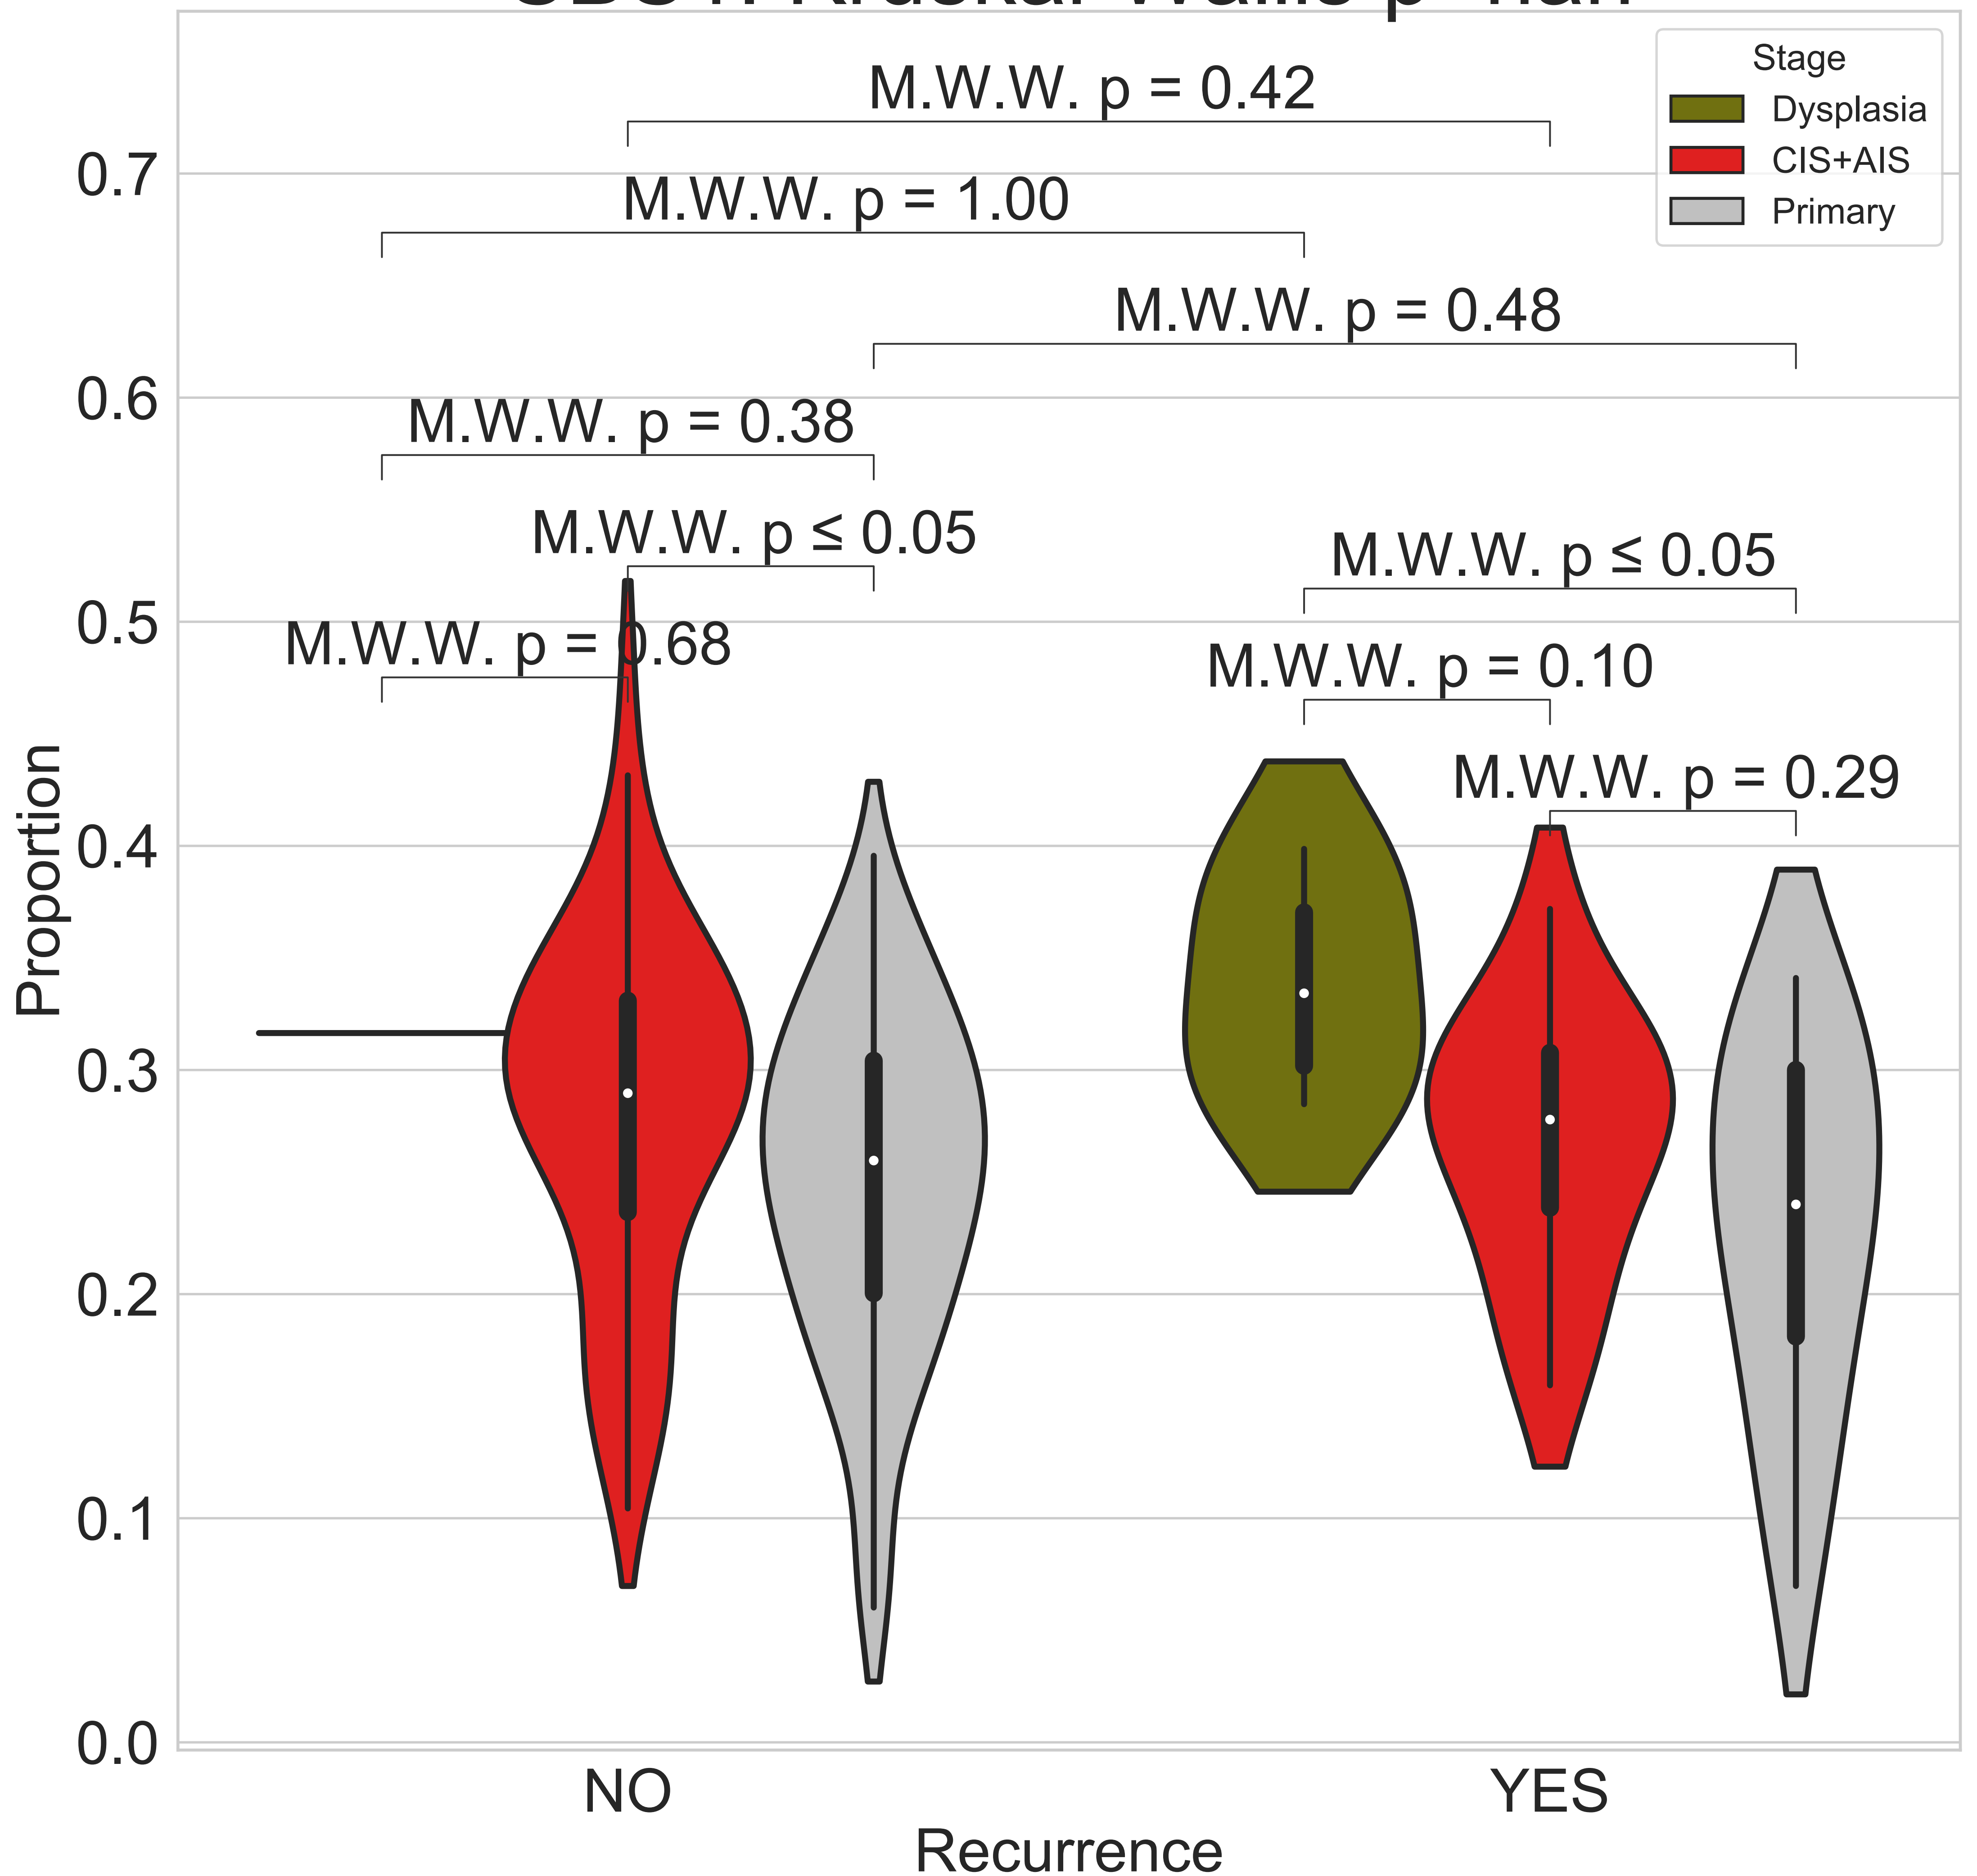 Stage
Dysplasia
CIS+AIS
Primary
M.W.W. p = 0.42
M.W.W. p = 1.00
M.W.W. p = 0.48
M.W.W. p = 0.38
M.W.W. p ≤ 0.05
M.W.W. p ≤ 0.05
M.W.W. p = 0.68
M.W.W. p = 0.10
M.W.W. p = 0.29
0.7
0.6
0.5
0.4
0.3
0.2
0.1
0.0
Proportion
NO
YES
Recurrence